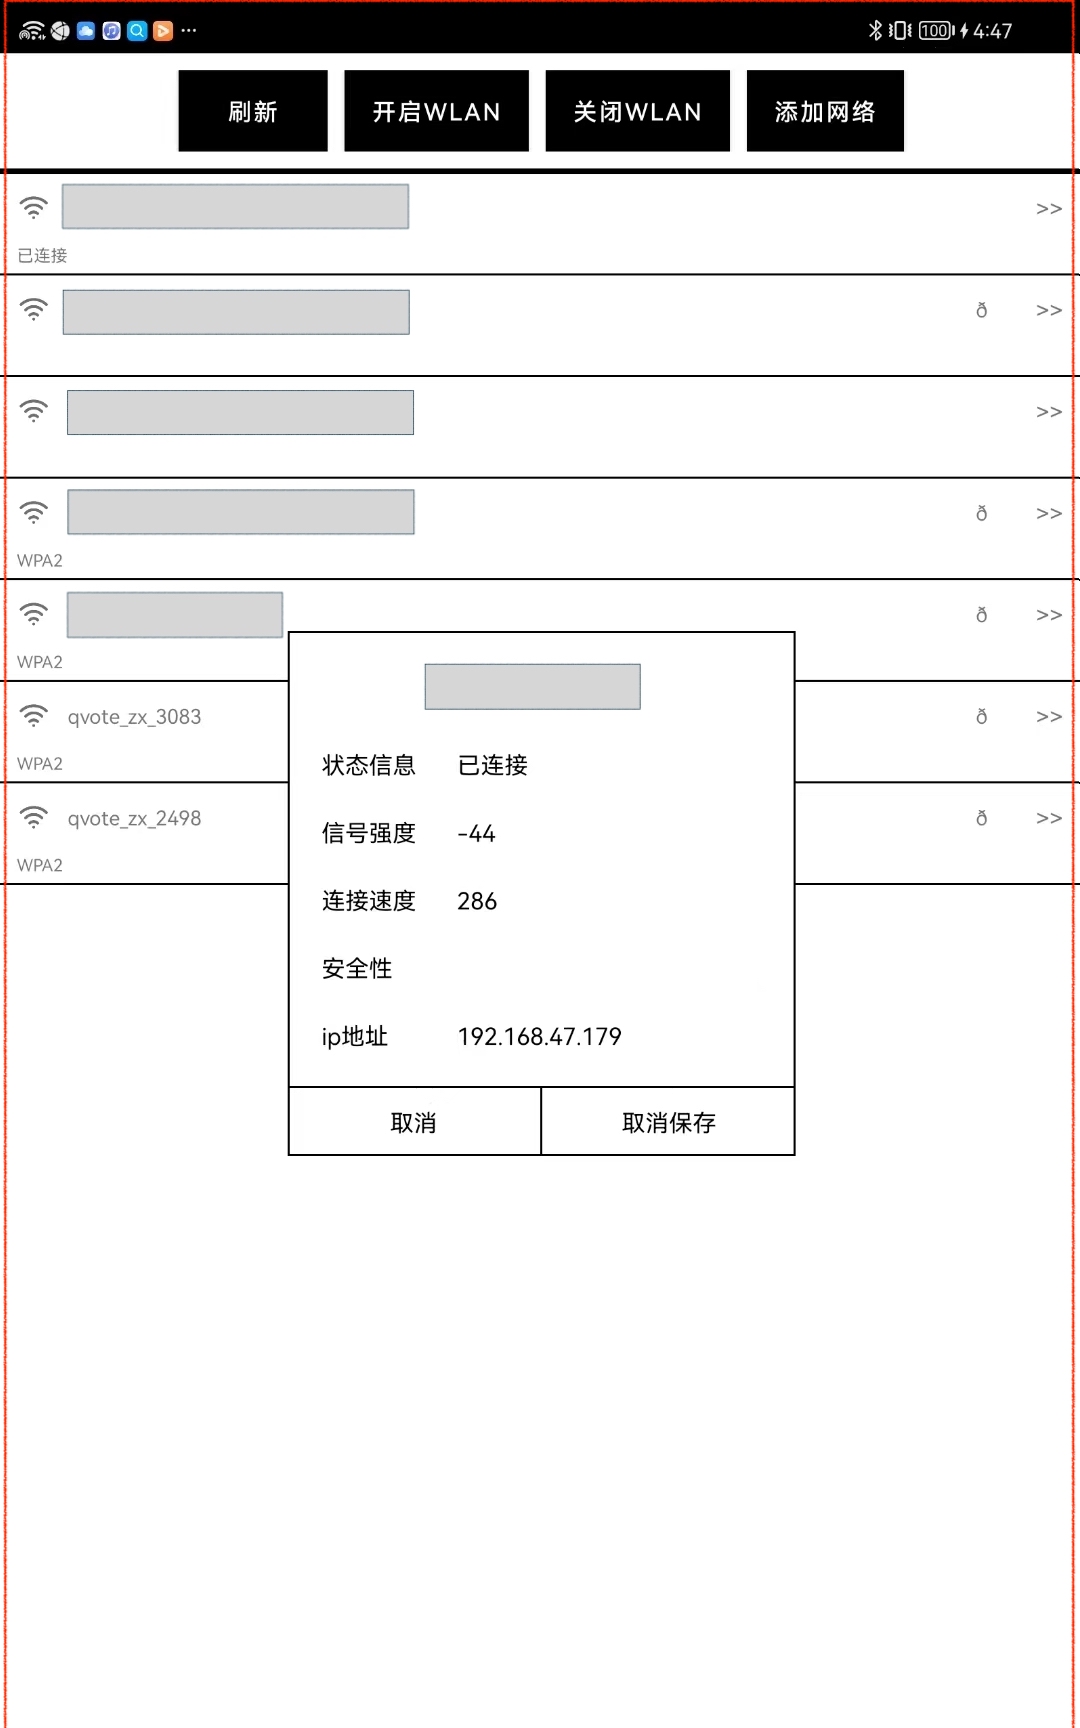 100 4:47
刷新 开启WLAN 关闭WLAN 添加网络
>>
已连接
ð >>
>>
ð >>
WPA2
ð >>
WPA2
qvote_zx_3083 ð >>
WPA2
qvote_zx_2498 ð >>
WPA2
状态信息 已连接
信号强度 -44
连接速度 286
安全性
ip地址 192.168.47.179
取消 取消保存